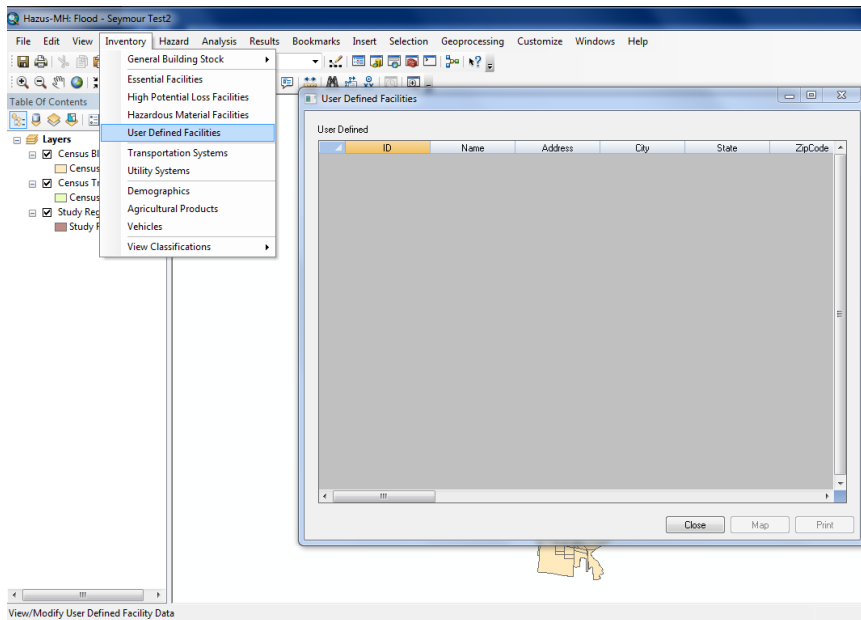 Hazus-MH: Flood - Seymour Test2
File Edit View Inventory Hazard Analysis Results Bookmarks Insert Selection Geoprocessing Customize Windows Help
General Building Stock
Essential Facilities
High Potential Loss Facilities
Hazardous Material Facilities
User Defined Facilities
Transportation Systems
Utility Systems
Demographics
Agricultural Products
Vehicles
View Classifications
Table Of Contents
Layers
Census Bl
Census
Census Tr
Census
Study Reg
Study
User Defined Facilities
User Defined
ID Name Address City State ZipCode
Close Map Print
View/Modify User Defined Facility Data